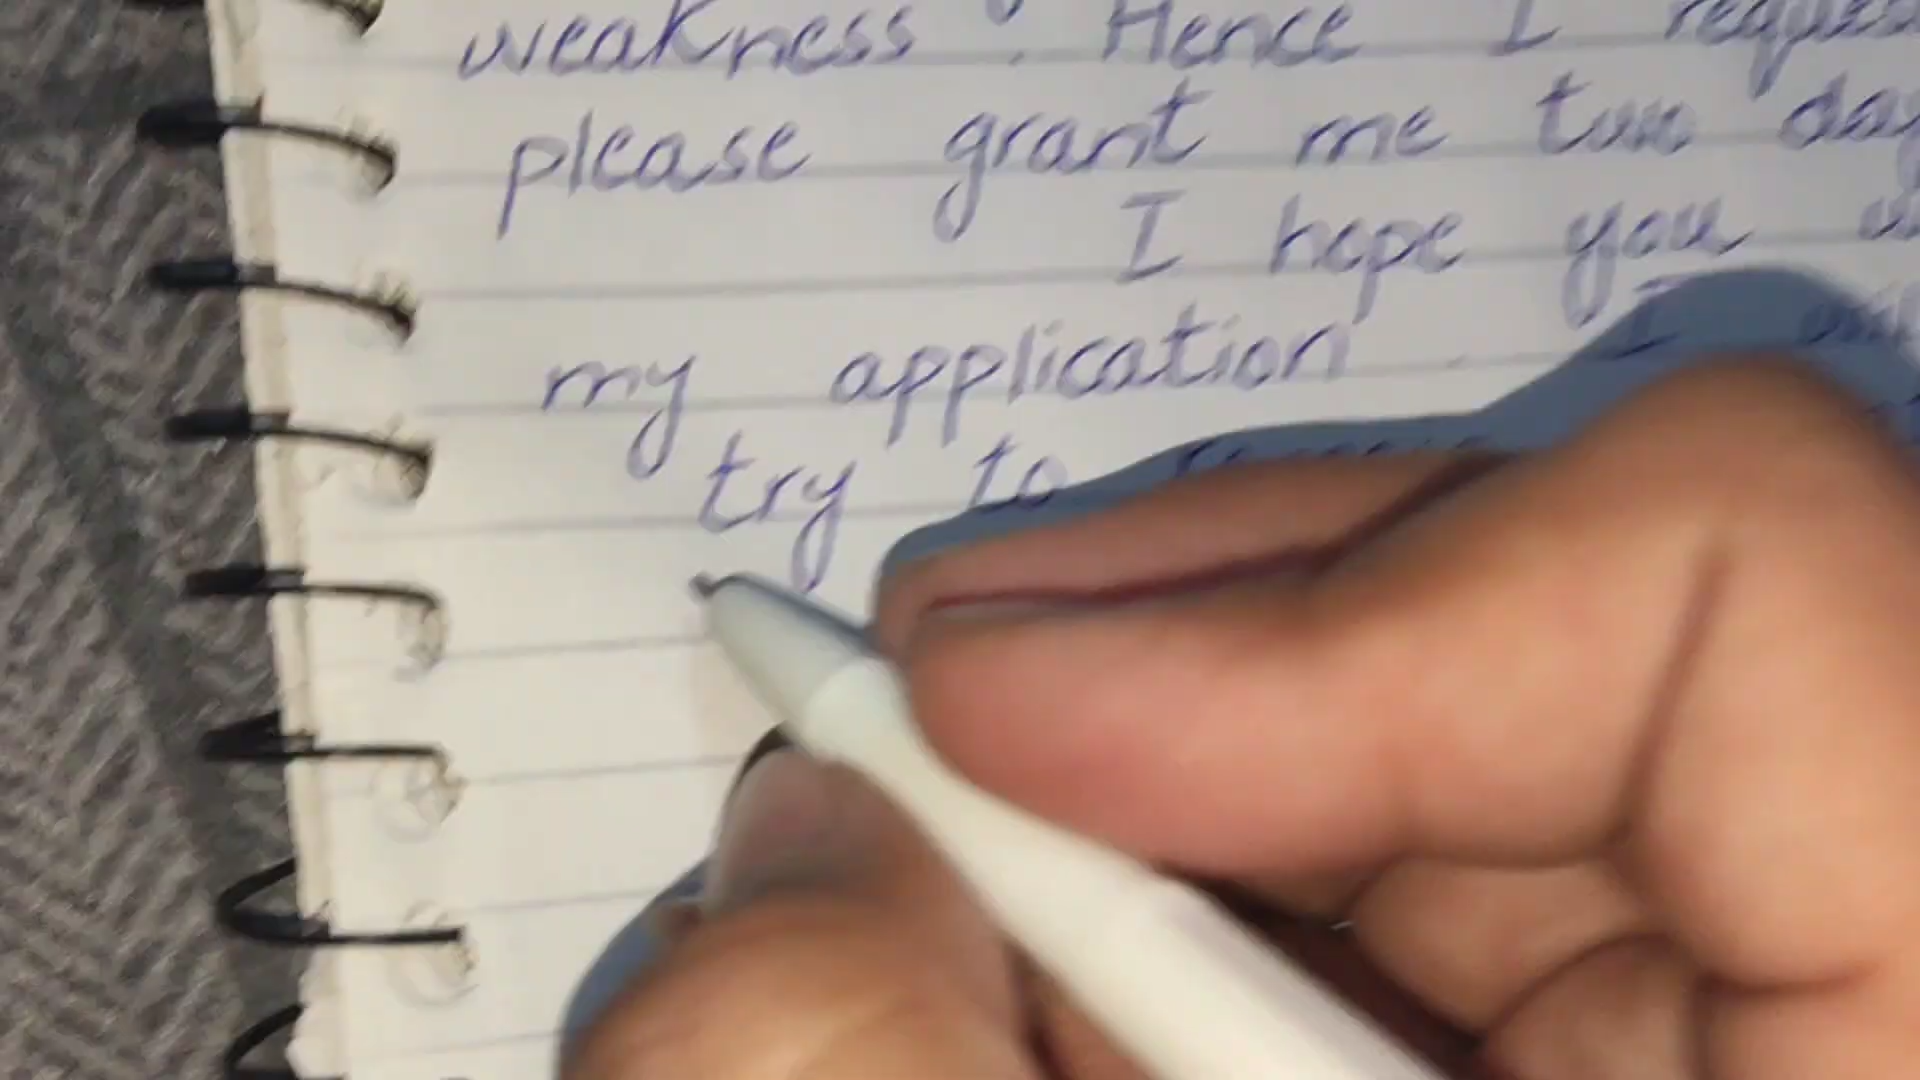 weakness . Hence I
please grant me two
I hope you
my application . I
try to